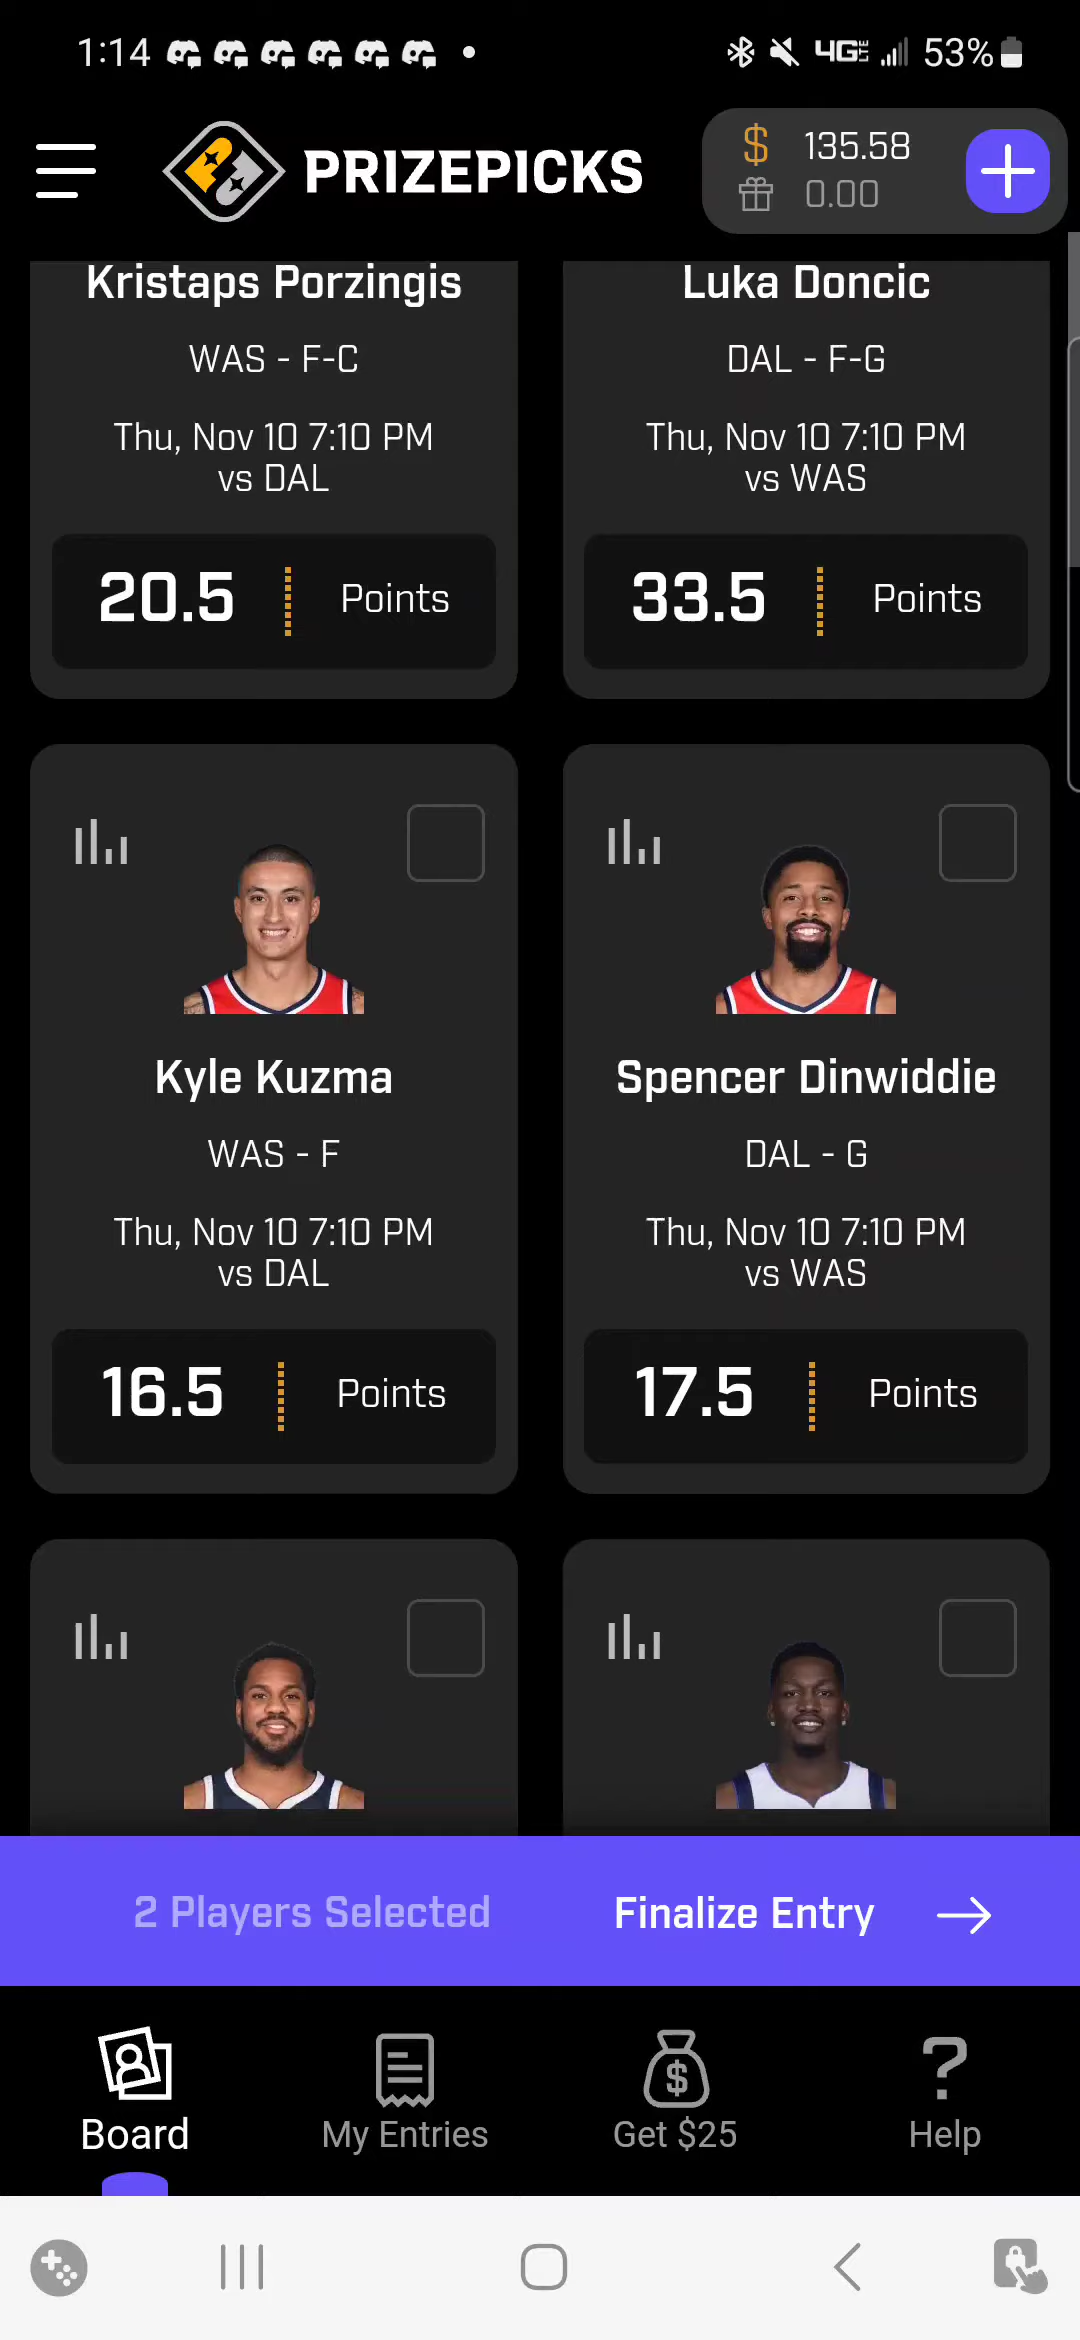 1:14
4G LTE
53%
PRIZEPICKS
$ 135.58
0.00
Kristaps Porzingis
WAS - F-C
Thu, Nov 10 7:10 PM
vs DAL
20.5
Points
Luka Doncic
DAL - F-G
Thu, Nov 10 7:10 PM
vs WAS
33.5
Points
Kyle Kuzma
WAS - F
Thu, Nov 10 7:10 PM
vs DAL
16.5
Points
Spencer Dinwiddie
DAL - G
Thu, Nov 10 7:10 PM
vs WAS
17.5
Points
2 Players Selected
Finalize Entry
Board
My Entries
$
Get $25
?
Help